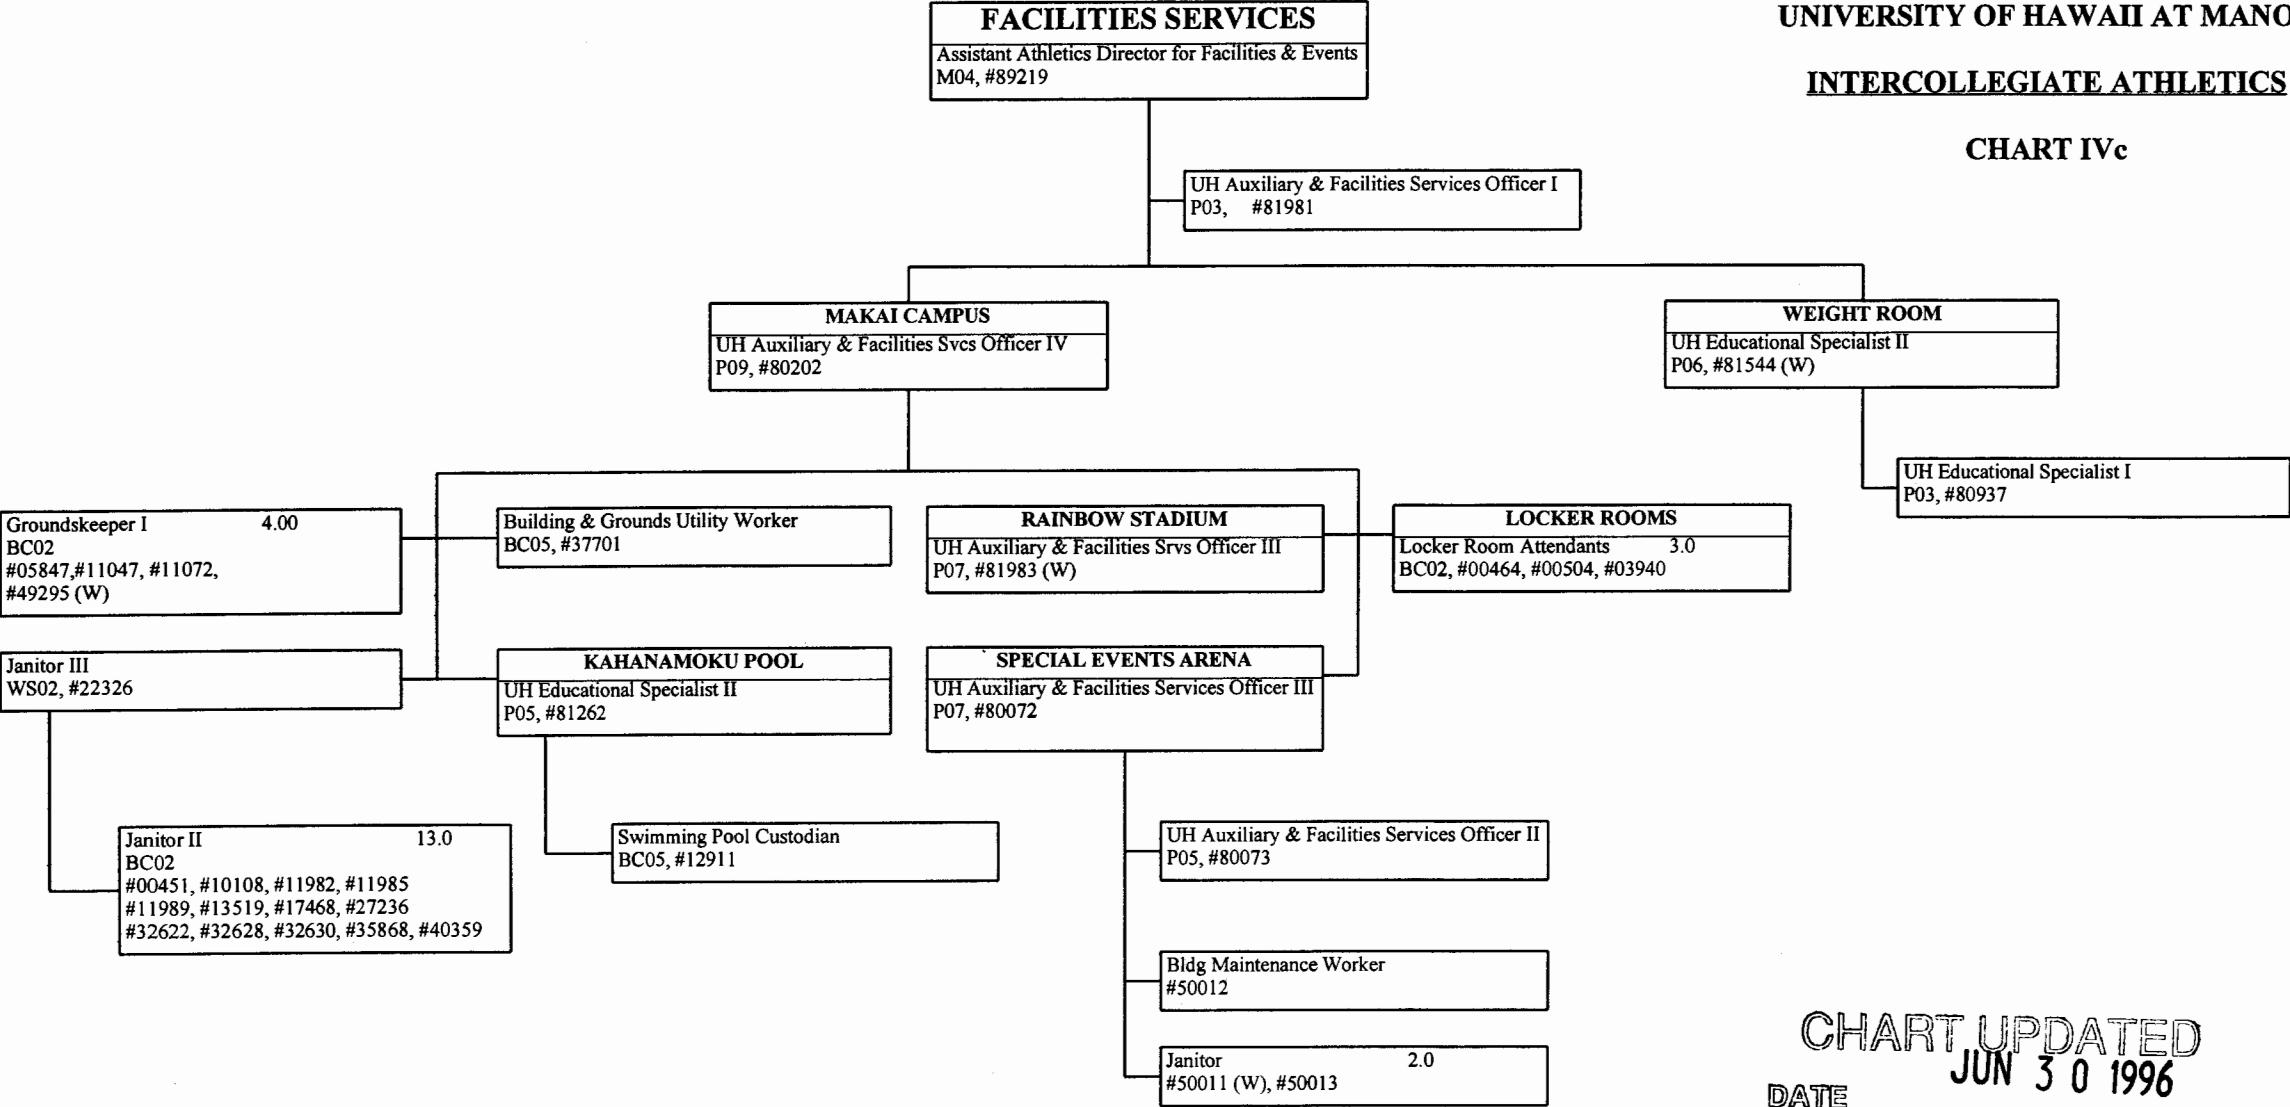 FACILITIES SERVICES
Assistant Athletics Director for Facilities & Events
M04, #89219
UNIVERSITY OF HAWAII AT MANO
INTERCOLLEGIATE ATHLETICS
CHART IVc
UH Auxiliary & Facilities Services Officer I
P03, #81981
MAKAI CAMPUS
UH Auxiliary & Facilities Svcs Officer IV
P09, #80202
WEIGHT ROOM
UH Educational Specialist II
P06, #81544 (W)
UH Educational Specialist I
P03, #80937
Groundskeeper I 4.00
BC02
#05847,#11047, #11072,
#49295 (W)
Building & Grounds Utility Worker
BC05, #37701
RAINBOW STADIUM
UH Auxiliary & Facilities Srvs Officer III
P07, #81983 (W)
LOCKER ROOMS
Locker Room Attendants 3.0
BC02, #00464, #00504, #03940
Janitor III
WS02, #22326
KAHANAMOKU POOL
UH Educational Specialist II
P05, #81262
SPECIAL EVENTS ARENA
UH Auxiliary & Facilities Services Officer III
P07, #80072
Janitor II 13.0
BC02
#00451, #10108, #11982, #11985
#11989, #13519, #17468, #27236
#32622, #32628, #32630, #35868, #40359
Swimming Pool Custodian
BC05, #12911
UH Auxiliary & Facilities Services Officer II
P05, #80073
Bldg Maintenance Worker
#50012
Janitor 2.0
#50011 (W), #50013
CHART UPDATED
JUN 30 1996
DATE